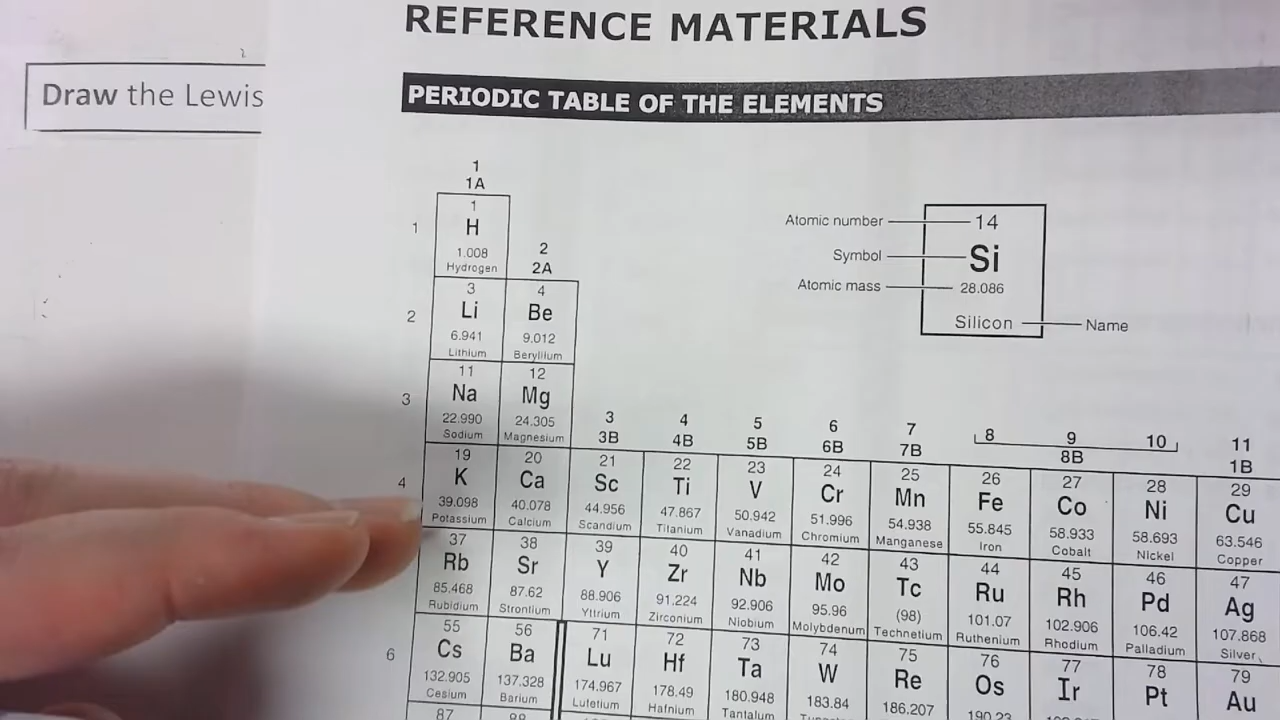 REFERENCE MATERIALS
Draw the Lewis
PERIODIC TABLE OF THE ELEMENTS
1
1A
1 H 1.008 Hydrogen
1
2
2A
Atomic number 14
Symbol Si
Atomic mass 28.086
Silicon Name
2
3 4
Li Be
6.941 9.012
Lithium Beryllium
3
11 12
Na Mg
22.990 24.305
Sodium Magnesium
3 4 5 6 7 8 9 10 11
3B 4B 5B 6B 7B 8B 1B
4
19 20 21 22 23 24 25 26 27 28 29
K Ca Sc Ti V Cr Mn Fe Co Ni Cu
39.098 40.078 44.956 47.867 50.942 51.996 54.938 55.845 58.933 58.693 63.546
Potassium Calcium Scandium Titanium Vanadium Chromium Manganese Iron Cobalt Nickel Copper
37 38 39 40 41 42 43 44 45 46 47
Rb Sr Y Zr Nb Mo Tc Ru Rh Pd Ag
85.468 87.62 88.906 91.224 92.906 95.96 (98) 101.07 102.906 106.42 107.868
Rubidium Strontium Yttrium Zirconium Niobium Molybdenum Technetium Ruthenium Rhodium Palladium Silver
6
55 56 71 72 73 74 75 76 77 78 79
Cs Ba Lu Hf Ta W Re Os Ir Pt Au
132.905 137.328 174.967 178.49 180.948 183.84 186.207 190.23
Cesium Barium Lutetium Hafnium Tantalum
87 88